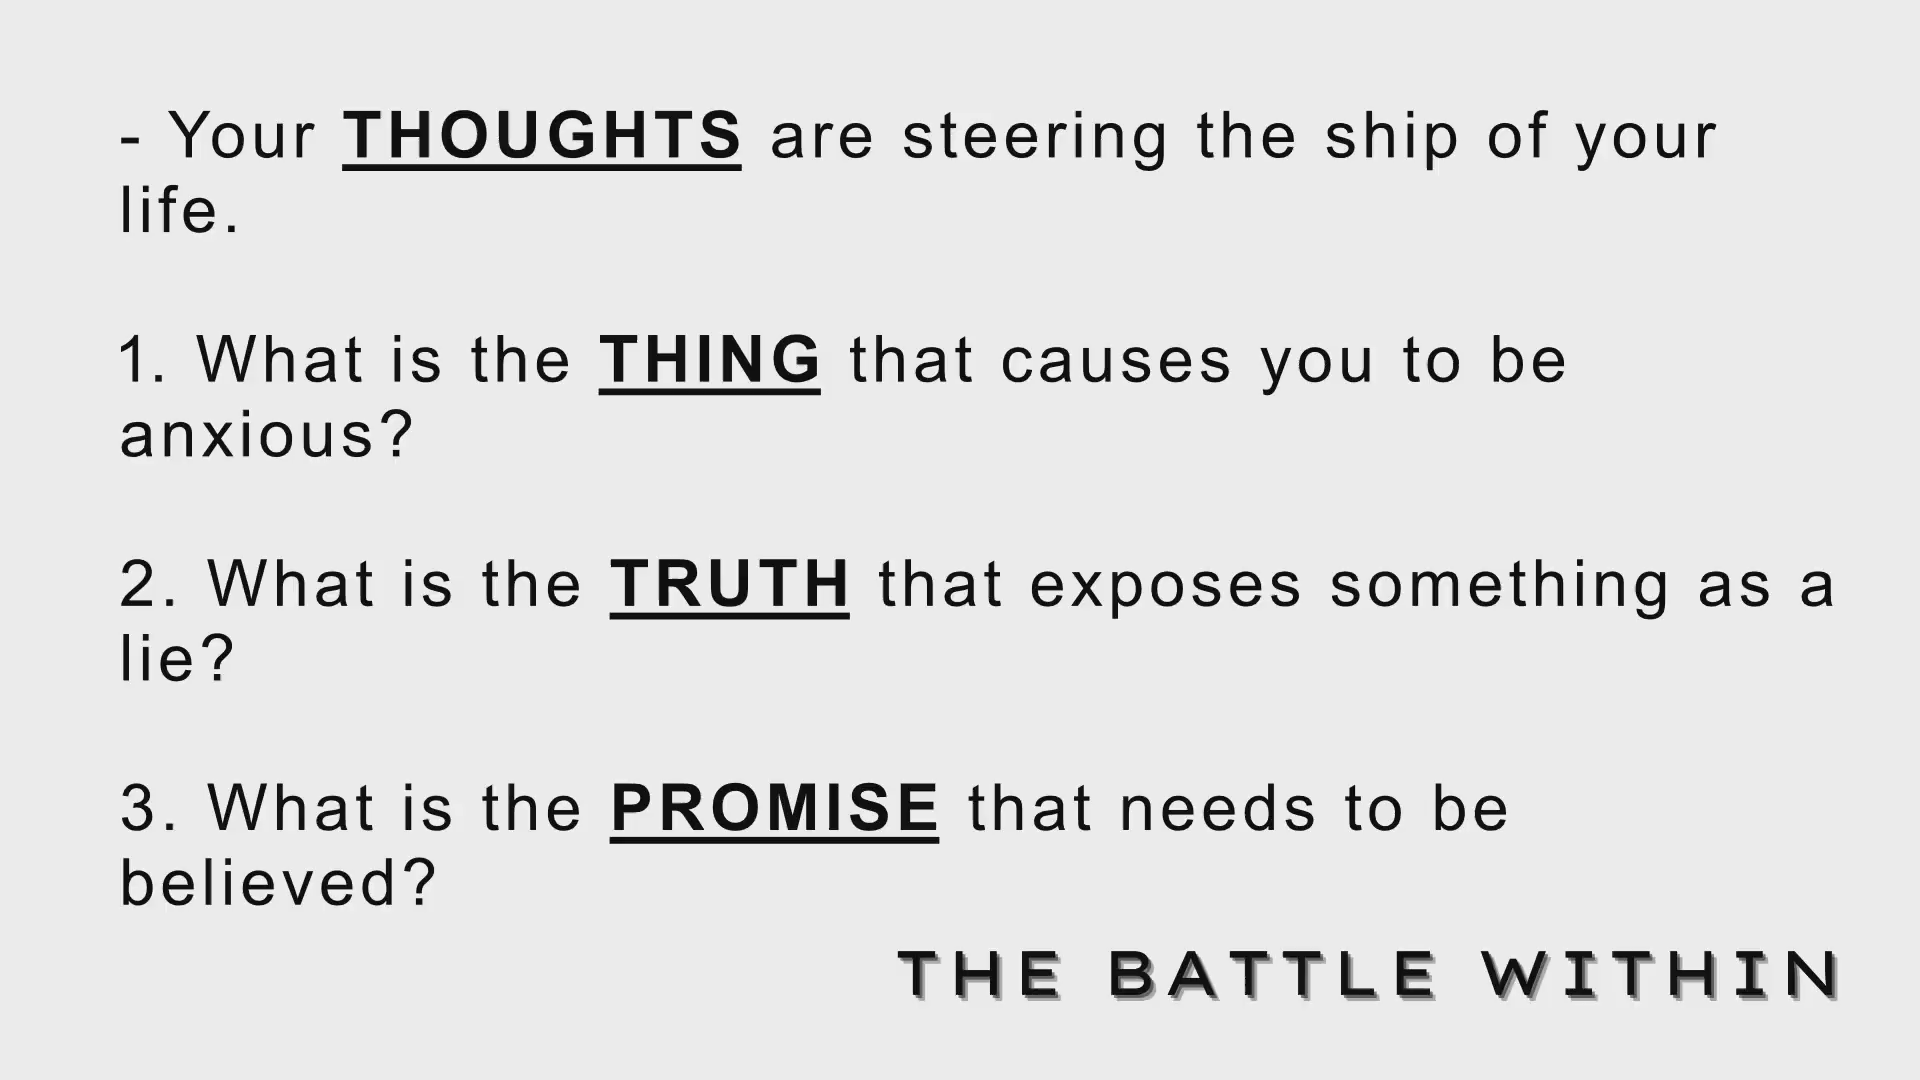 - Your THOUGHTS are steering the ship of your
life.
1. What is the THING that causes you to be
anxious?
2. What is the TRUTH that exposes something as a
lie?
3. What is the PROMISE that needs to be
believed?
THE BATTLE WITHIN